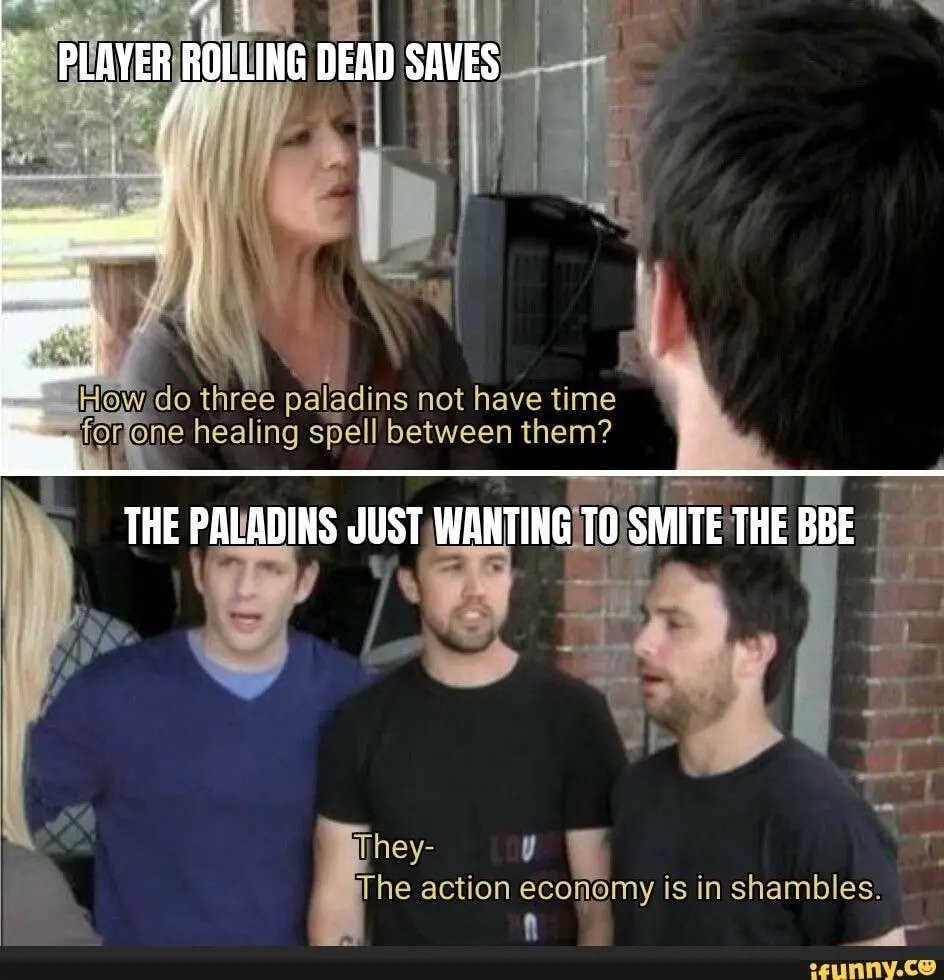 PLAYER ROLLING DEAD SAVES
How do three paladins not have time
for one healing spell between them?
THE PALADINS JUST WANTING TO SMITE THE BBE
They-
The action economy is in shambles.
ifunny.co